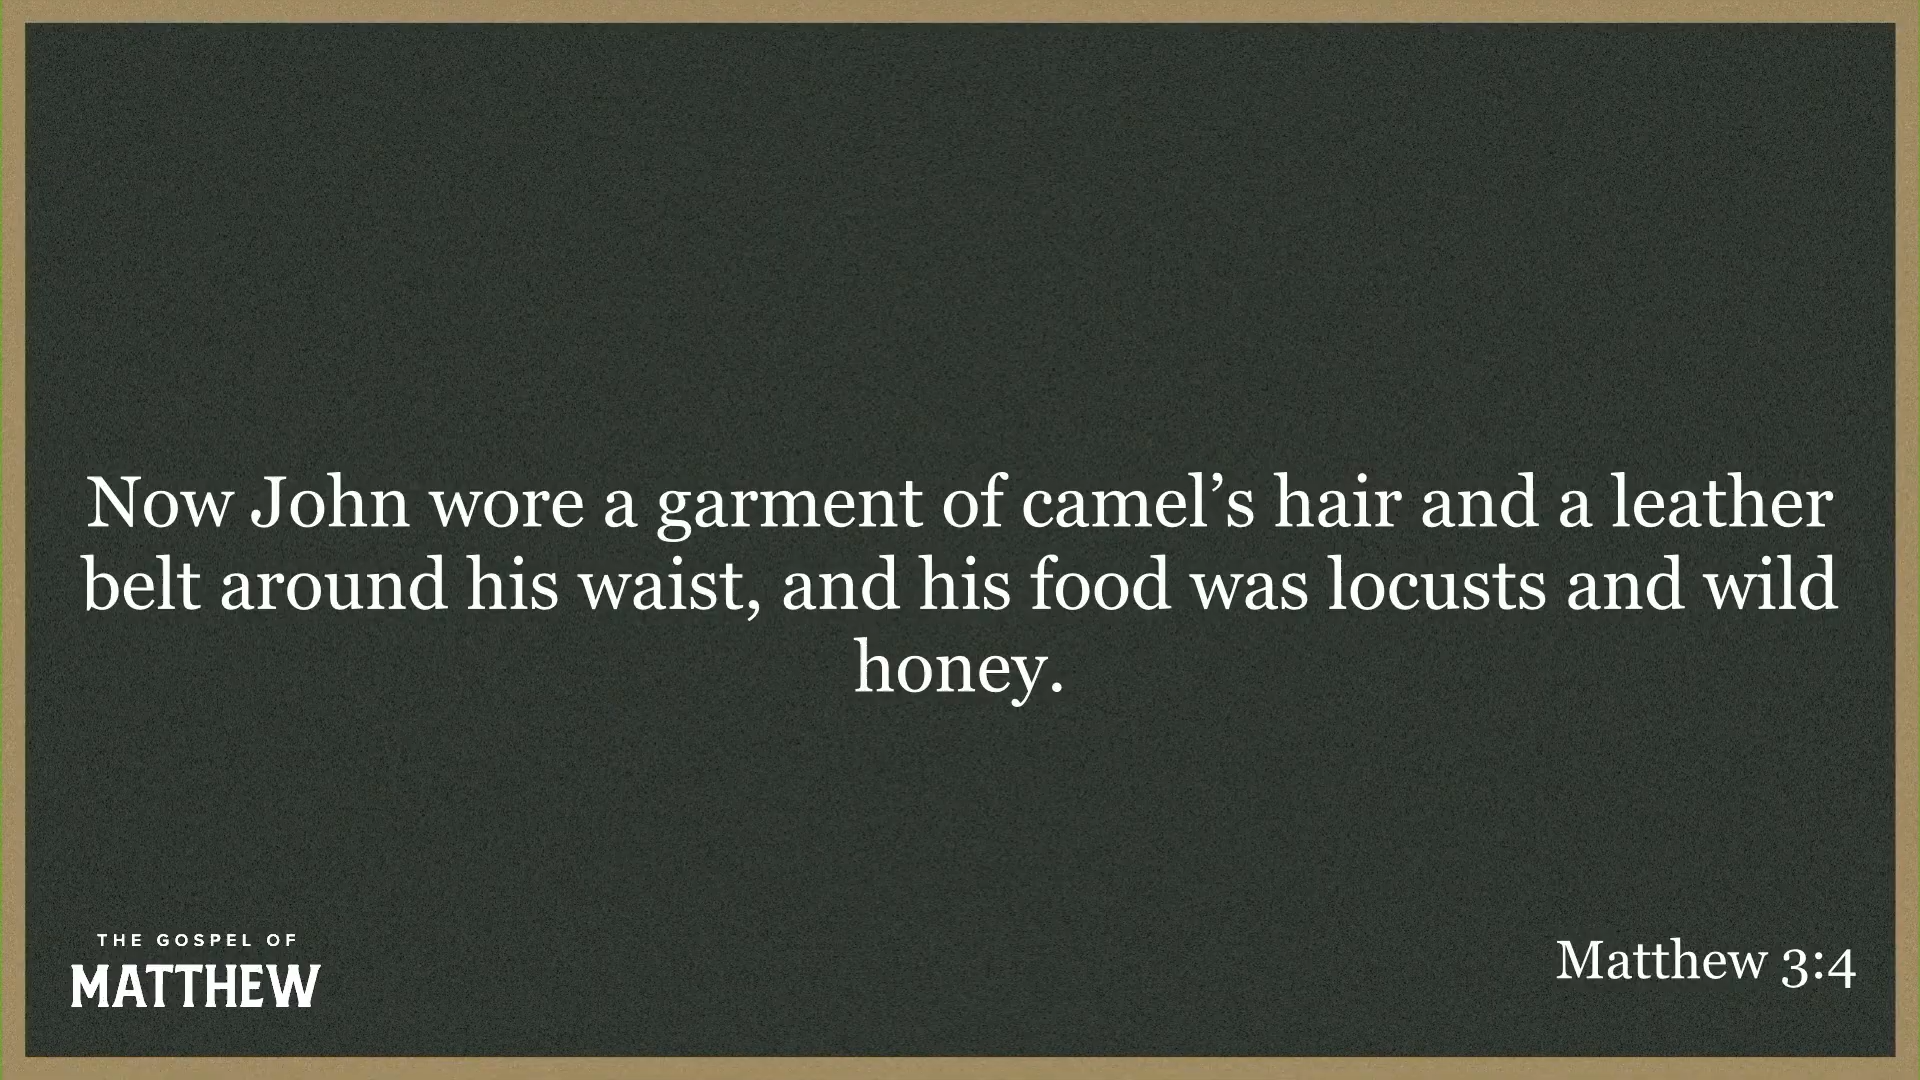 Now John wore a garment of camel’s hair and a leather
belt around his waist, and his food was locusts and wild
honey.
THE GOSPEL OF
MATTHEW
Matthew 3:4